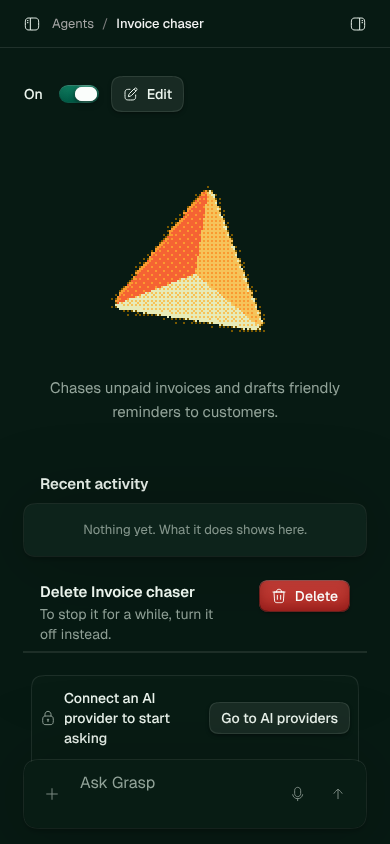 Agents / Invoice chaser
On
Edit
Chases unpaid invoices and drafts friendly
reminders to customers.
Recent activity
Nothing yet. What it does shows here.
Delete Invoice chaser
To stop it for a while, turn it
off instead.
Delete
Connect an AI
provider to start
asking
Go to AI providers
Ask Grasp